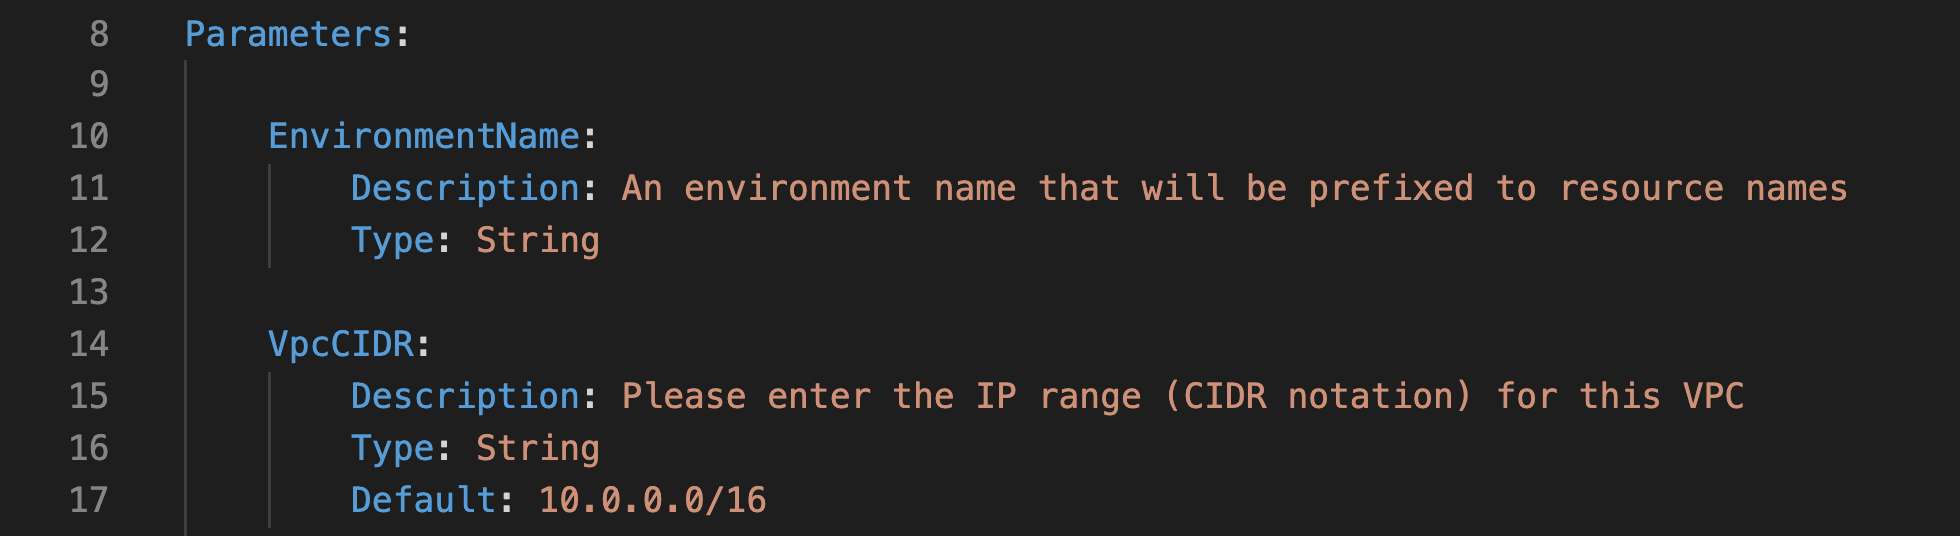 8 Parameters:
9
10 EnvironmentName:
11 Description: An environment name that will be prefixed to resource names
12 Type: String
13
14 VpcCIDR:
15 Description: Please enter the IP range (CIDR notation) for this VPC
16 Type: String
17 Default: 10.0.0.0/16